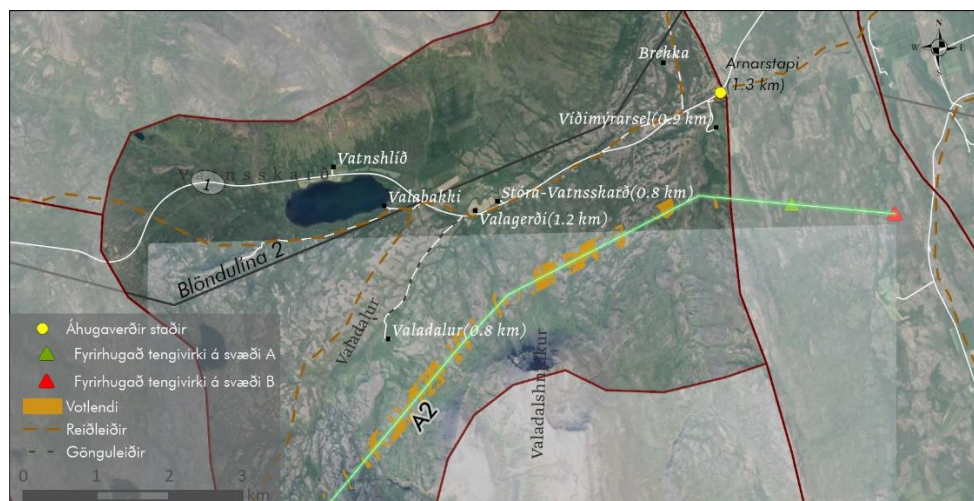 N
W E
S
Brekka
Arnarstapi
(1.3 km)
Víðimýrarsel(0.9 km)
Vatnshlíð
Vatnsskarð
1
Valabakki
Stóra-Vatnsskarð(0.8 km)
Valagerði(1.2 km)
Blöndulína 2
Valadalur
Valadalur(0.8 km)
Valadalshnjúkur
A2
Áhugaverðir staðir
Fyrirhugað tengivirki á svæði A
Fyrirhugað tengivirki á svæði B
Votlendi
Reiðleiðir
Gönguleiðir
0 1 2 3
km